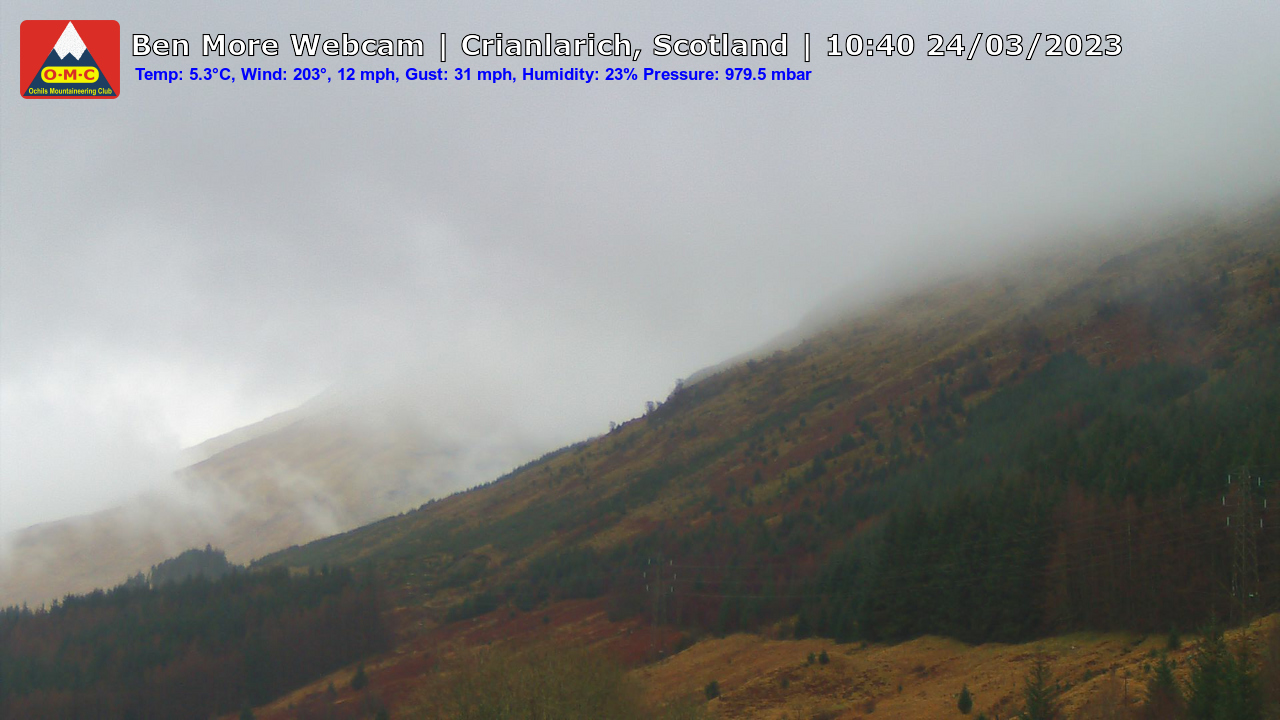 Ben More Webcam | Crianlarich, Scotland | 10:40 24/03/2023
Temp: 5.3°C, Wind: 203°, 12 mph, Gust: 31 mph, Humidity: 23% Pressure: 979.5 mbar
O·M·C
Ochils Mountaineering Club